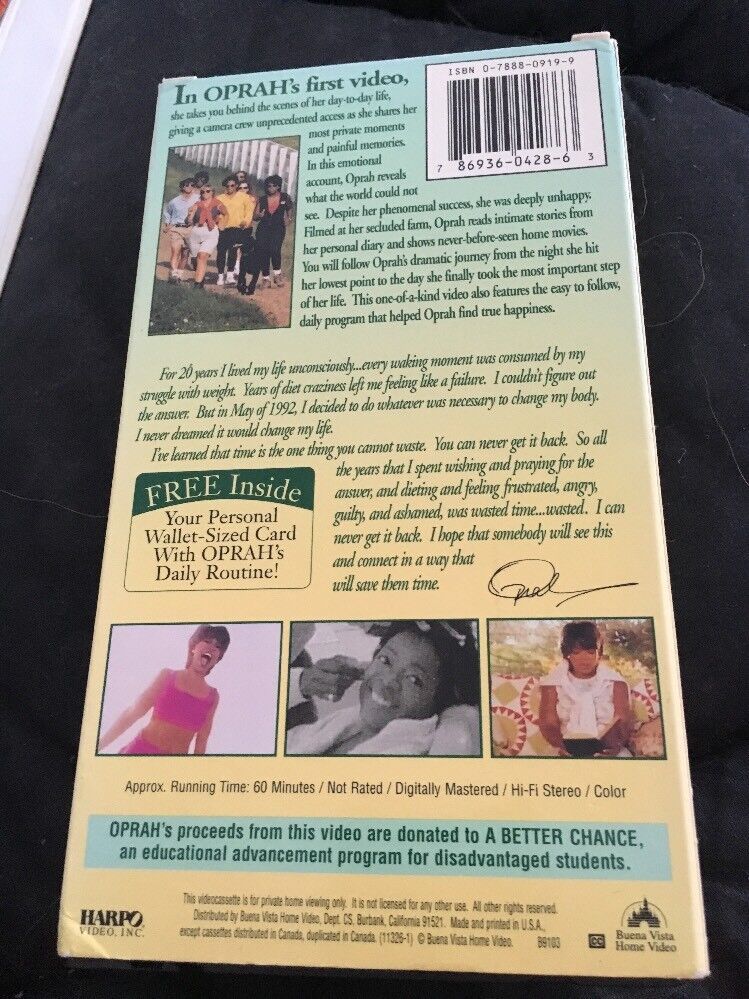 In OPRAH's first video,
she takes you behind the scenes of her day-to-day life,
giving a camera crew unprecedented access as she shares her
most private moments
and painful memories.
In this emotional
account, Oprah reveals
what the world could not
see. Despite her phenomenal success, she was deeply unhappy.
Filmed at her secluded farm, Oprah reads intimate stories from
her personal diary and shows never-before-seen home movies.
You will follow Oprah's dramatic journey from the night she hit
her lowest point to the day she finally took the most important step
of her life. This one-of-a-kind video also features the easy to follow,
daily program that helped Oprah find true happiness.
ISBN 0-7888-0919-9
7 86936-0428-6 3
For 20 years I lived my life unconsciously...every waking moment was consumed by my
struggle with weight. Years of diet craziness left me feeling like a failure. I couldn't figure out
the answer. But in May of 1992, I decided to do whatever was necessary to change my body.
I never dreamed it would change my life.
I've learned that time is the one thing you cannot waste. You can never get it back. So all
the years that I spent wishing and praying for the
answer, and dieting and feeling frustrated, angry,
guilty, and ashamed, was wasted time...wasted. I can
never get it back. I hope that somebody will see this
and connect in a way that
will save them time.
Oprah
FREE Inside
Your Personal
Wallet-Sized Card
With OPRAH's
Daily Routine!
Approx. Running Time: 60 Minutes / Not Rated / Digitally Mastered / Hi-Fi Stereo / Color
OPRAH's proceeds from this video are donated to A BETTER CHANCE,
an educational advancement program for disadvantaged students.
HARPO
VIDEO, INC.
This videocassette is for private home viewing only. It is not licensed for any other use. All other rights reserved.
Distributed by Buena Vista Home Video, Dept. CS, Burbank, California 91521. Made and printed in U.S.A.,
except cassettes distributed in Canada, duplicated in Canada. (11326-1) © Buena Vista Home Video. B9103
CC
Buena Vista
Home Video